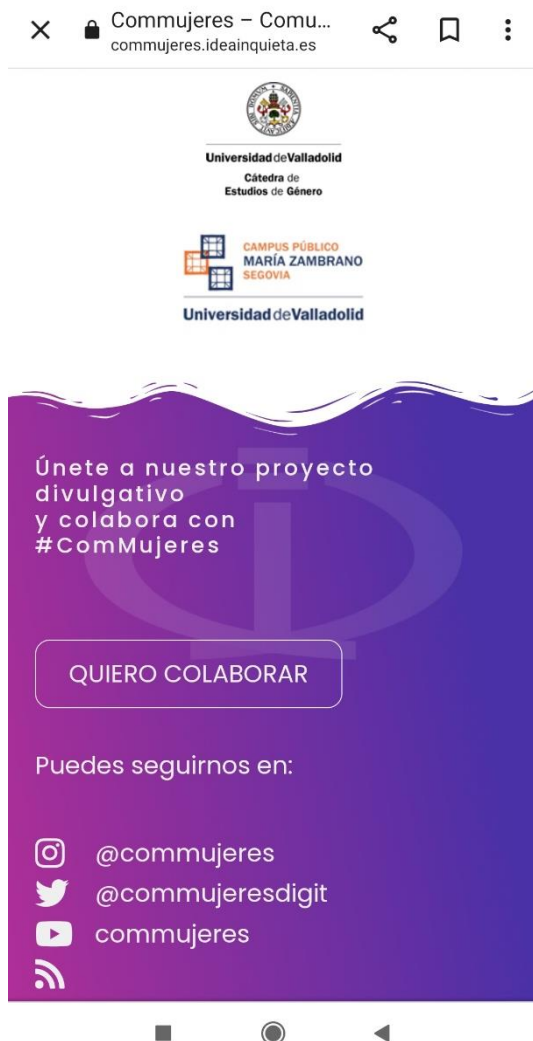 Commujeres – Comu...
commujeres.ideainquieta.es
Universidad de Valladolid
Cátedra de
Estudios de Género
CAMPUS PÚBLICO
MARÍA ZAMBRANO
SEGOVIA
Universidad de Valladolid
Únete a nuestro proyecto
divulgativo
y colabora con
#ComMujeres
QUIERO COLABORAR
Puedes seguirnos en:
@commujeres
@commujeresdigit
commujeres